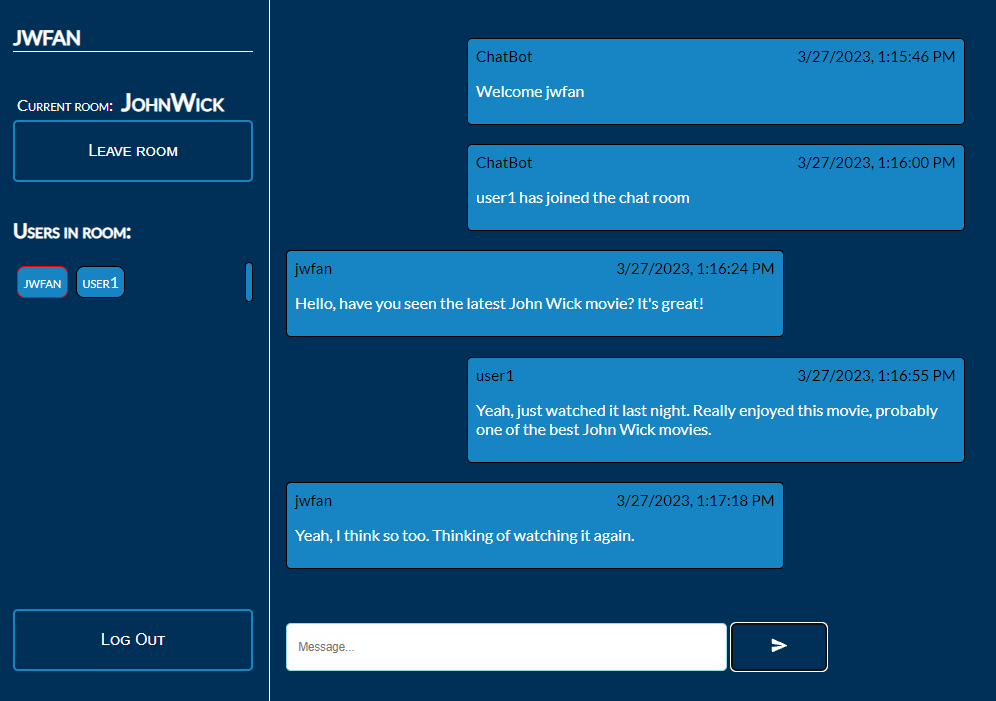 JWFAN
Current room: JohnWick
Leave room
Users in room:
jwfan user1
Log Out
ChatBot 3/27/2023, 1:15:46 PM
Welcome jwfan
ChatBot 3/27/2023, 1:16:00 PM
user1 has joined the chat room
jwfan 3/27/2023, 1:16:24 PM
Hello, have you seen the latest John Wick movie? It's great!
user1 3/27/2023, 1:16:55 PM
Yeah, just watched it last night. Really enjoyed this movie, probably
one of the best John Wick movies.
jwfan 3/27/2023, 1:17:18 PM
Yeah, I think so too. Thinking of watching it again.
Message...